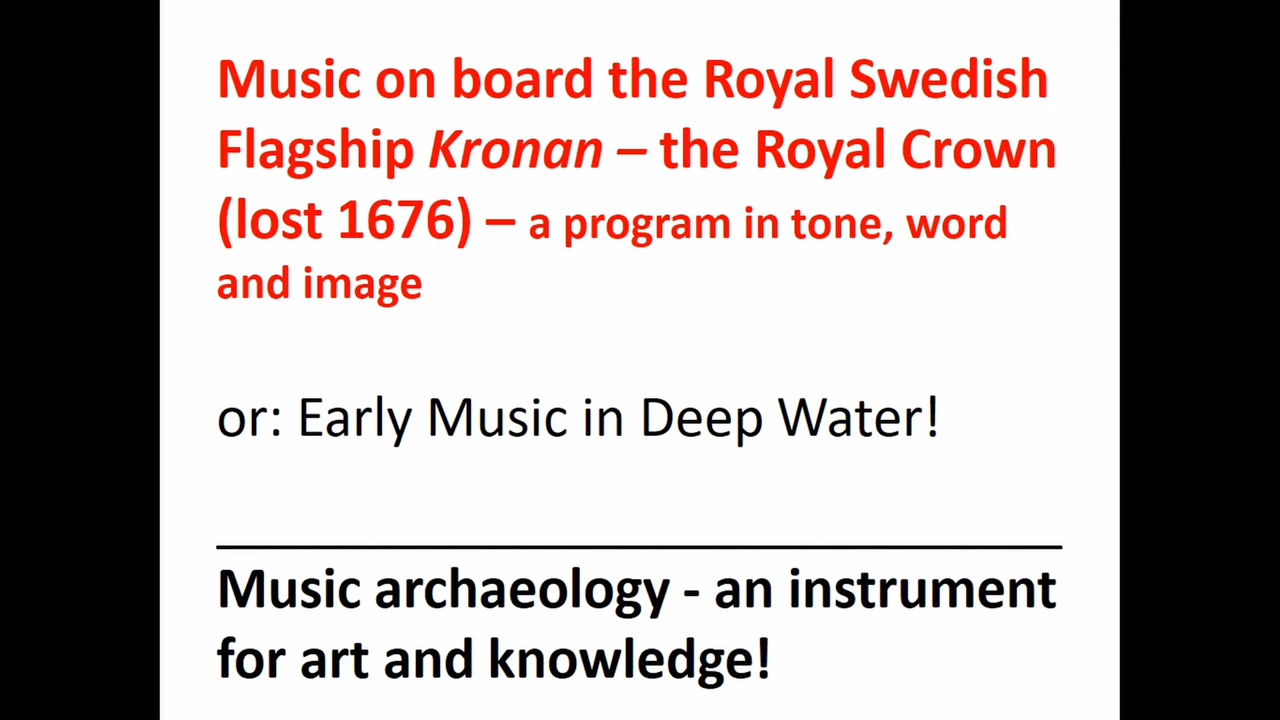 Music on board the Royal Swedish
Flagship Kronan – the Royal Crown
(lost 1676) – a program in tone, word
and image
or: Early Music in Deep Water!
Music archaeology - an instrument
for art and knowledge!